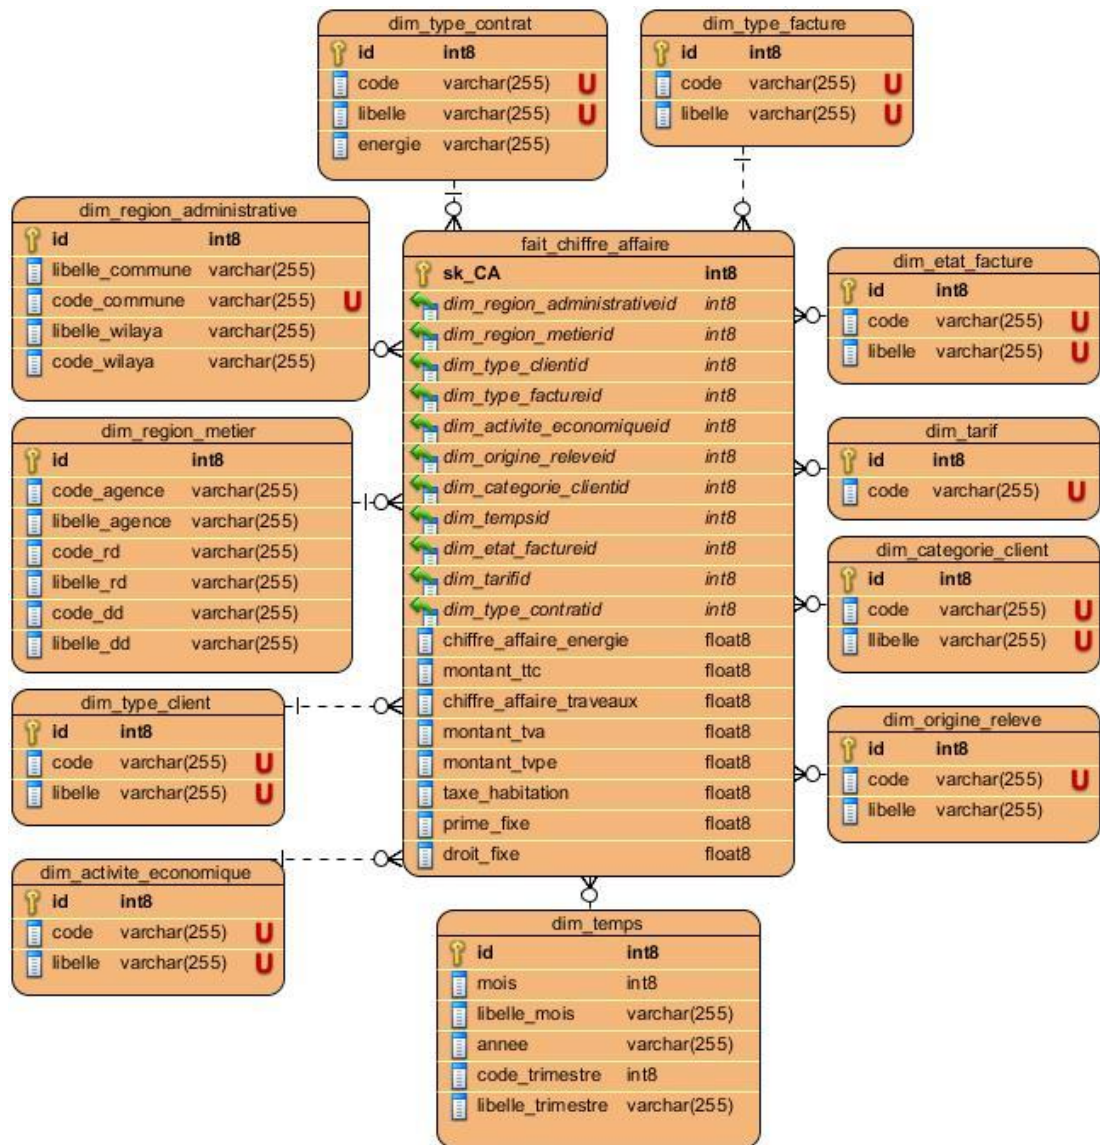 dim_type_contrat
id int8
code varchar(255) U
libelle varchar(255) U
energie varchar(255)
dim_type_facture
id int8
code varchar(255) U
libelle varchar(255) U
dim_region_administrative
id int8
libelle_commune varchar(255)
code_commune varchar(255) U
libelle_wilaya varchar(255)
code_wilaya varchar(255)
dim_region_metier
id int8
code_agence varchar(255)
libelle_agence varchar(255)
code_rd varchar(255)
libelle_rd varchar(255)
code_dd varchar(255)
libelle_dd varchar(255)
dim_type_client
id int8
code varchar(255) U
libelle varchar(255) U
dim_activite_economique
id int8
code varchar(255) U
libelle varchar(255) U
fait_chiffre_affaire
sk_CA int8
dim_region_administrativeid int8
dim_region_metierid int8
dim_type_clientid int8
dim_type_factureid int8
dim_activite_economiqueid int8
dim_origine_releveid int8
dim_categorie_clientid int8
dim_tempsid int8
dim_etat_factureid int8
dim_tarifid int8
dim_type_contratid int8
chiffre_affaire_energie float8
montant_ttc float8
chiffre_affaire_traveaux float8
montant_tva float8
montant_tvpe float8
taxe_habitation float8
prime_fixe float8
droit_fixe float8
dim_etat_facture
id int8
code varchar(255) U
libelle varchar(255) U
dim_tarif
id int8
code varchar(255) U
dim_categorie_client
id int8
code varchar(255) U
llibelle varchar(255) U
dim_origine_releve
id int8
code varchar(255) U
libelle varchar(255)
dim_temps
id int8
mois int8
libelle_mois varchar(255)
annee varchar(255)
code_trimestre int8
libelle_trimestre varchar(255)